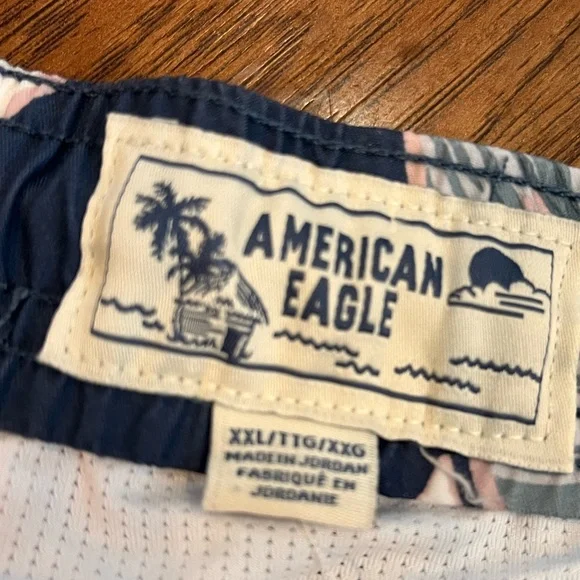 AMERICAN
EAGLE
XXL/TTG/XXG
MADE IN JORDAN
FABRIQUÉ EN
JORDANIE